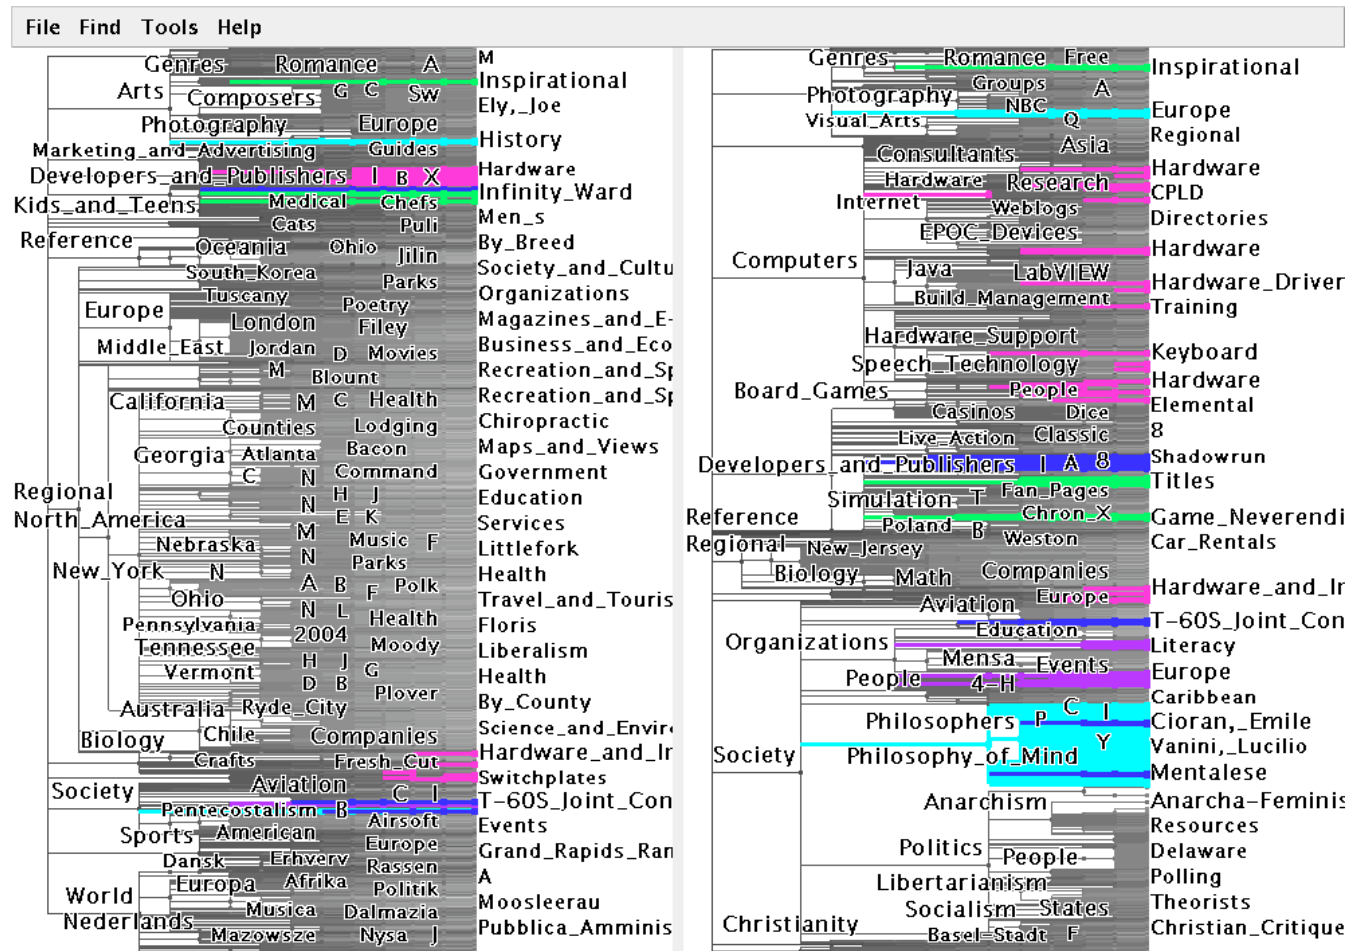 File Find Tools Help
Genres Romance A M
Inspirational
Arts Composers G C Sw
Ely,_Joe
Photography Europe
History
Marketing_and_Advertising Guides
Hardware
Developers_and_Publishers I B X
Infinity_Ward
Kids_and_Teens Medical Chefs
Men_s
Cats Puli
Reference Oceania Ohio Jilin
By_Breed
South_Korea Parks
Society_and_Cultu
Tuscany Poetry
Organizations
Europe London Filey
Magazines_and_E-
Middle_East Jordan D Movies
Business_and_Eco
M Blount
Recreation_and_Sp
California M C Health
Recreation_and_Sp
Counties Lodging
Chiropractic
Georgia Atlanta Bacon
Maps_and_Views
C N Command
Government
Regional N H J
Education
North_America E K
Services
Nebraska M Music F
Littlefork
New_York N N Parks
Health
A B F Polk
Ohio N L Health
Travel_and_Touris
Pennsylvania 2004
Floris
Tennessee Moody
Liberalism
Vermont H J G
Health
D B Plover
By_County
Australia Ryde_City
Science_and_Envir
Biology Chile Companies
Hardware_and_In
Crafts Fresh_Cut
Switchplates
Society Aviation C I
T-60S_Joint_Con
Pentecostalism B Airsoft
Events
Sports American Europe
Grand_Rapids_Ran
Dansk Erhverv Rassen
A
World Europa Afrika Politik
Moosleerau
Nederlands Musica Dalmazia
Pubblica_Amminis
Mazowsze Nysa J
Genres Romance Free
Inspirational
Groups A
Photography NBC
Europe
Visual_Arts Q
Regional
Consultants Asia
Hardware
Hardware Research
CPLD
Internet Weblogs
Directories
EPOC_Devices
Hardware
Computers Java LabVIEW
Hardware_Driver
Build_Management
Training
Hardware_Support
Keyboard
Speech_Technology
Hardware
Board_Games People
Elemental
Casinos Dice
8
Live_Action Classic
Shadowrun
Developers_and_Publishers I A 8
Titles
Simulation T Fan_Pages
Reference Poland B Chron_X
Game_Neverendi
Regional New_Jersey Weston
Car_Rentals
Biology Math Companies
Hardware_and_In
Europe
Aviation
T-60S_Joint_Con
Education
Organizations
Literacy
Mensa Events
Europe
People 4-H
Caribbean
Philosophers P C I
Cioran,_Emile
Y
Vanini,_Lucilio
Society Philosophy_of_Mind
Mentalese
Anarchism
Anarcha-Feminis
Resources
Politics People
Delaware
Libertarianism
Polling
Socialism States
Theorists
Christianity Basel-Stadt F
Christian_Critique